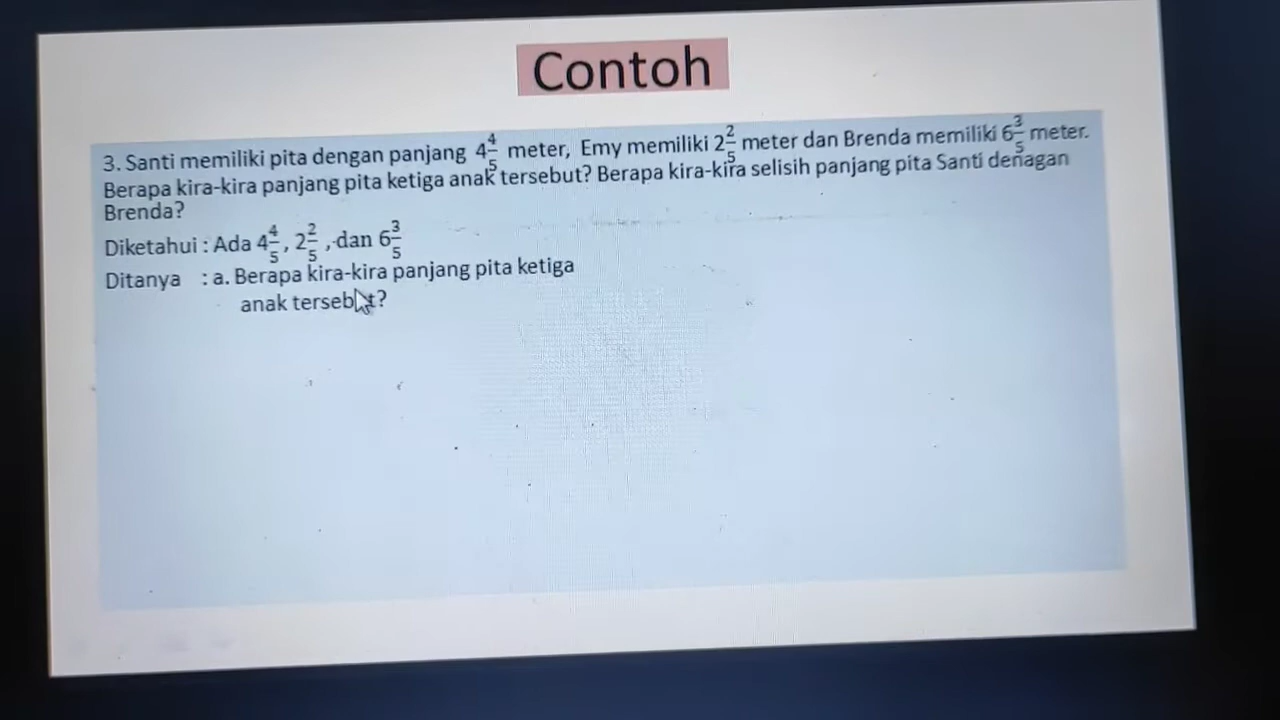 Contoh
3. Santi memiliki pita dengan panjang 4 4/5 meter, Emy memiliki 2 2/5 meter dan Brenda memiliki 6 3/5 meter.
Berapa kira-kira panjang pita ketiga anak tersebut? Berapa kira-kira selisih panjang pita Santi denagan
Brenda?
Diketahui : Ada 4 4/5, 2 2/5 , dan 6 3/5
Ditanya : a. Berapa kira-kira panjang pita ketiga
anak tersebut?